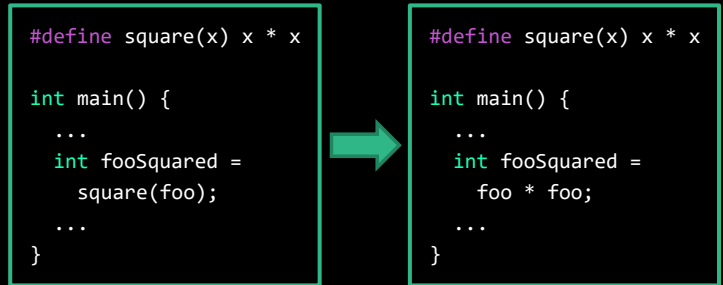 #define square(x) x * x
int main() {
...
int fooSquared =
square(foo);
...
}
#define square(x) x * x
int main() {
...
int fooSquared =
foo * foo;
...
}